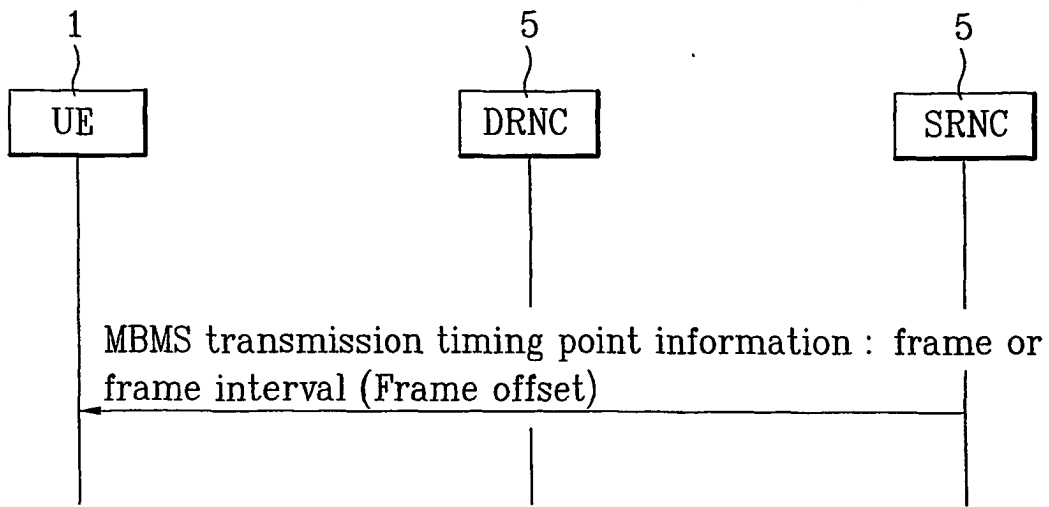 1 5 5
UE DRNC SRNC
MBMS transmission timing point information : frame or
frame interval (Frame offset)